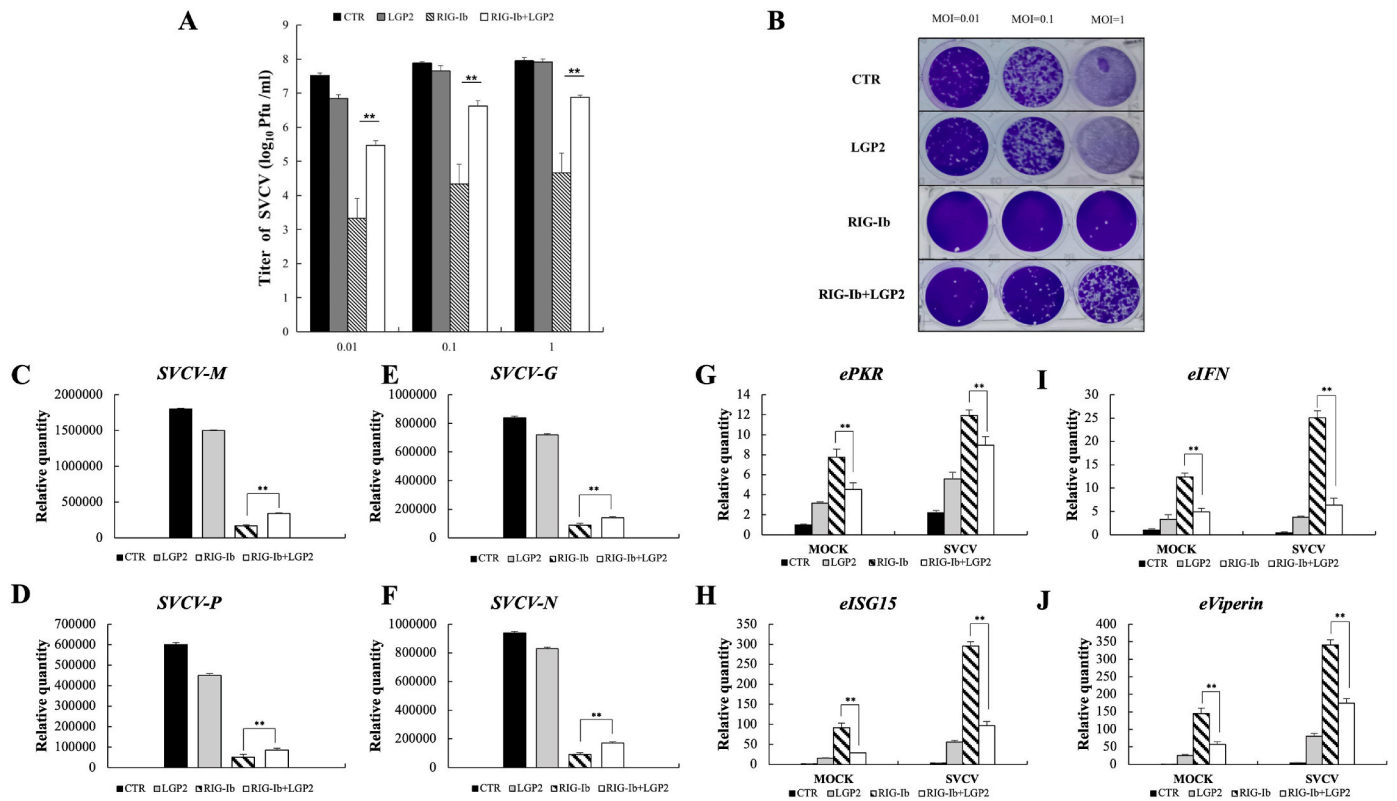 A
CTR LGP2 RIG-Ib RIG-Ib+LGP2
Titer of SVCV (log10 Pfu /ml)
9
8
7
6
5
4
3
2
1
0
** ** **
0.01 0.1 1
B
MOI=0.01 MOI=0.1 MOI=1
CTR
LGP2
RIG-Ib
RIG-Ib+LGP2
C
SVCV-M
Relative quantity
2000000
1500000
1000000
500000
0
**
CTR LGP2 RIG-Ib RIG-Ib+LGP2
E
SVCV-G
Relative quantity
1000000
800000
600000
400000
200000
0
**
CTR LGP2 RIG-Ib RIG-Ib+LGP2
G
ePKR
Relative quantity
14
12
10
8
6
4
2
0
** **
MOCK SVCV
CTR LGP2 RIG-Ib RIG-Ib+LGP2
I
eIFN
Relative quantity
30
25
20
15
10
5
0
** **
MOCK SVCV
CTR LGP2 RIG-Ib RIG-Ib+LGP2
D
SVCV-P
Relative quantity
700000
600000
500000
400000
300000
200000
100000
0
**
CTR LGP2 RIG-Ib RIG-Ib+LGP2
F
SVCV-N
Relative quantity
1000000
800000
600000
400000
200000
0
**
CTR LGP2 RIG-Ib RIG-Ib+LGP2
H
eISG15
Relative quantity
350
300
250
200
150
100
50
0
** **
MOCK SVCV
CTR LGP2 RIG-Ib RIG-Ib+LGP2
J
eViperin
Relative quantity
400
350
300
250
200
150
100
50
0
** **
MOCK SVCV
CTR LGP2 RIG-Ib RIG-Ib+LGP2